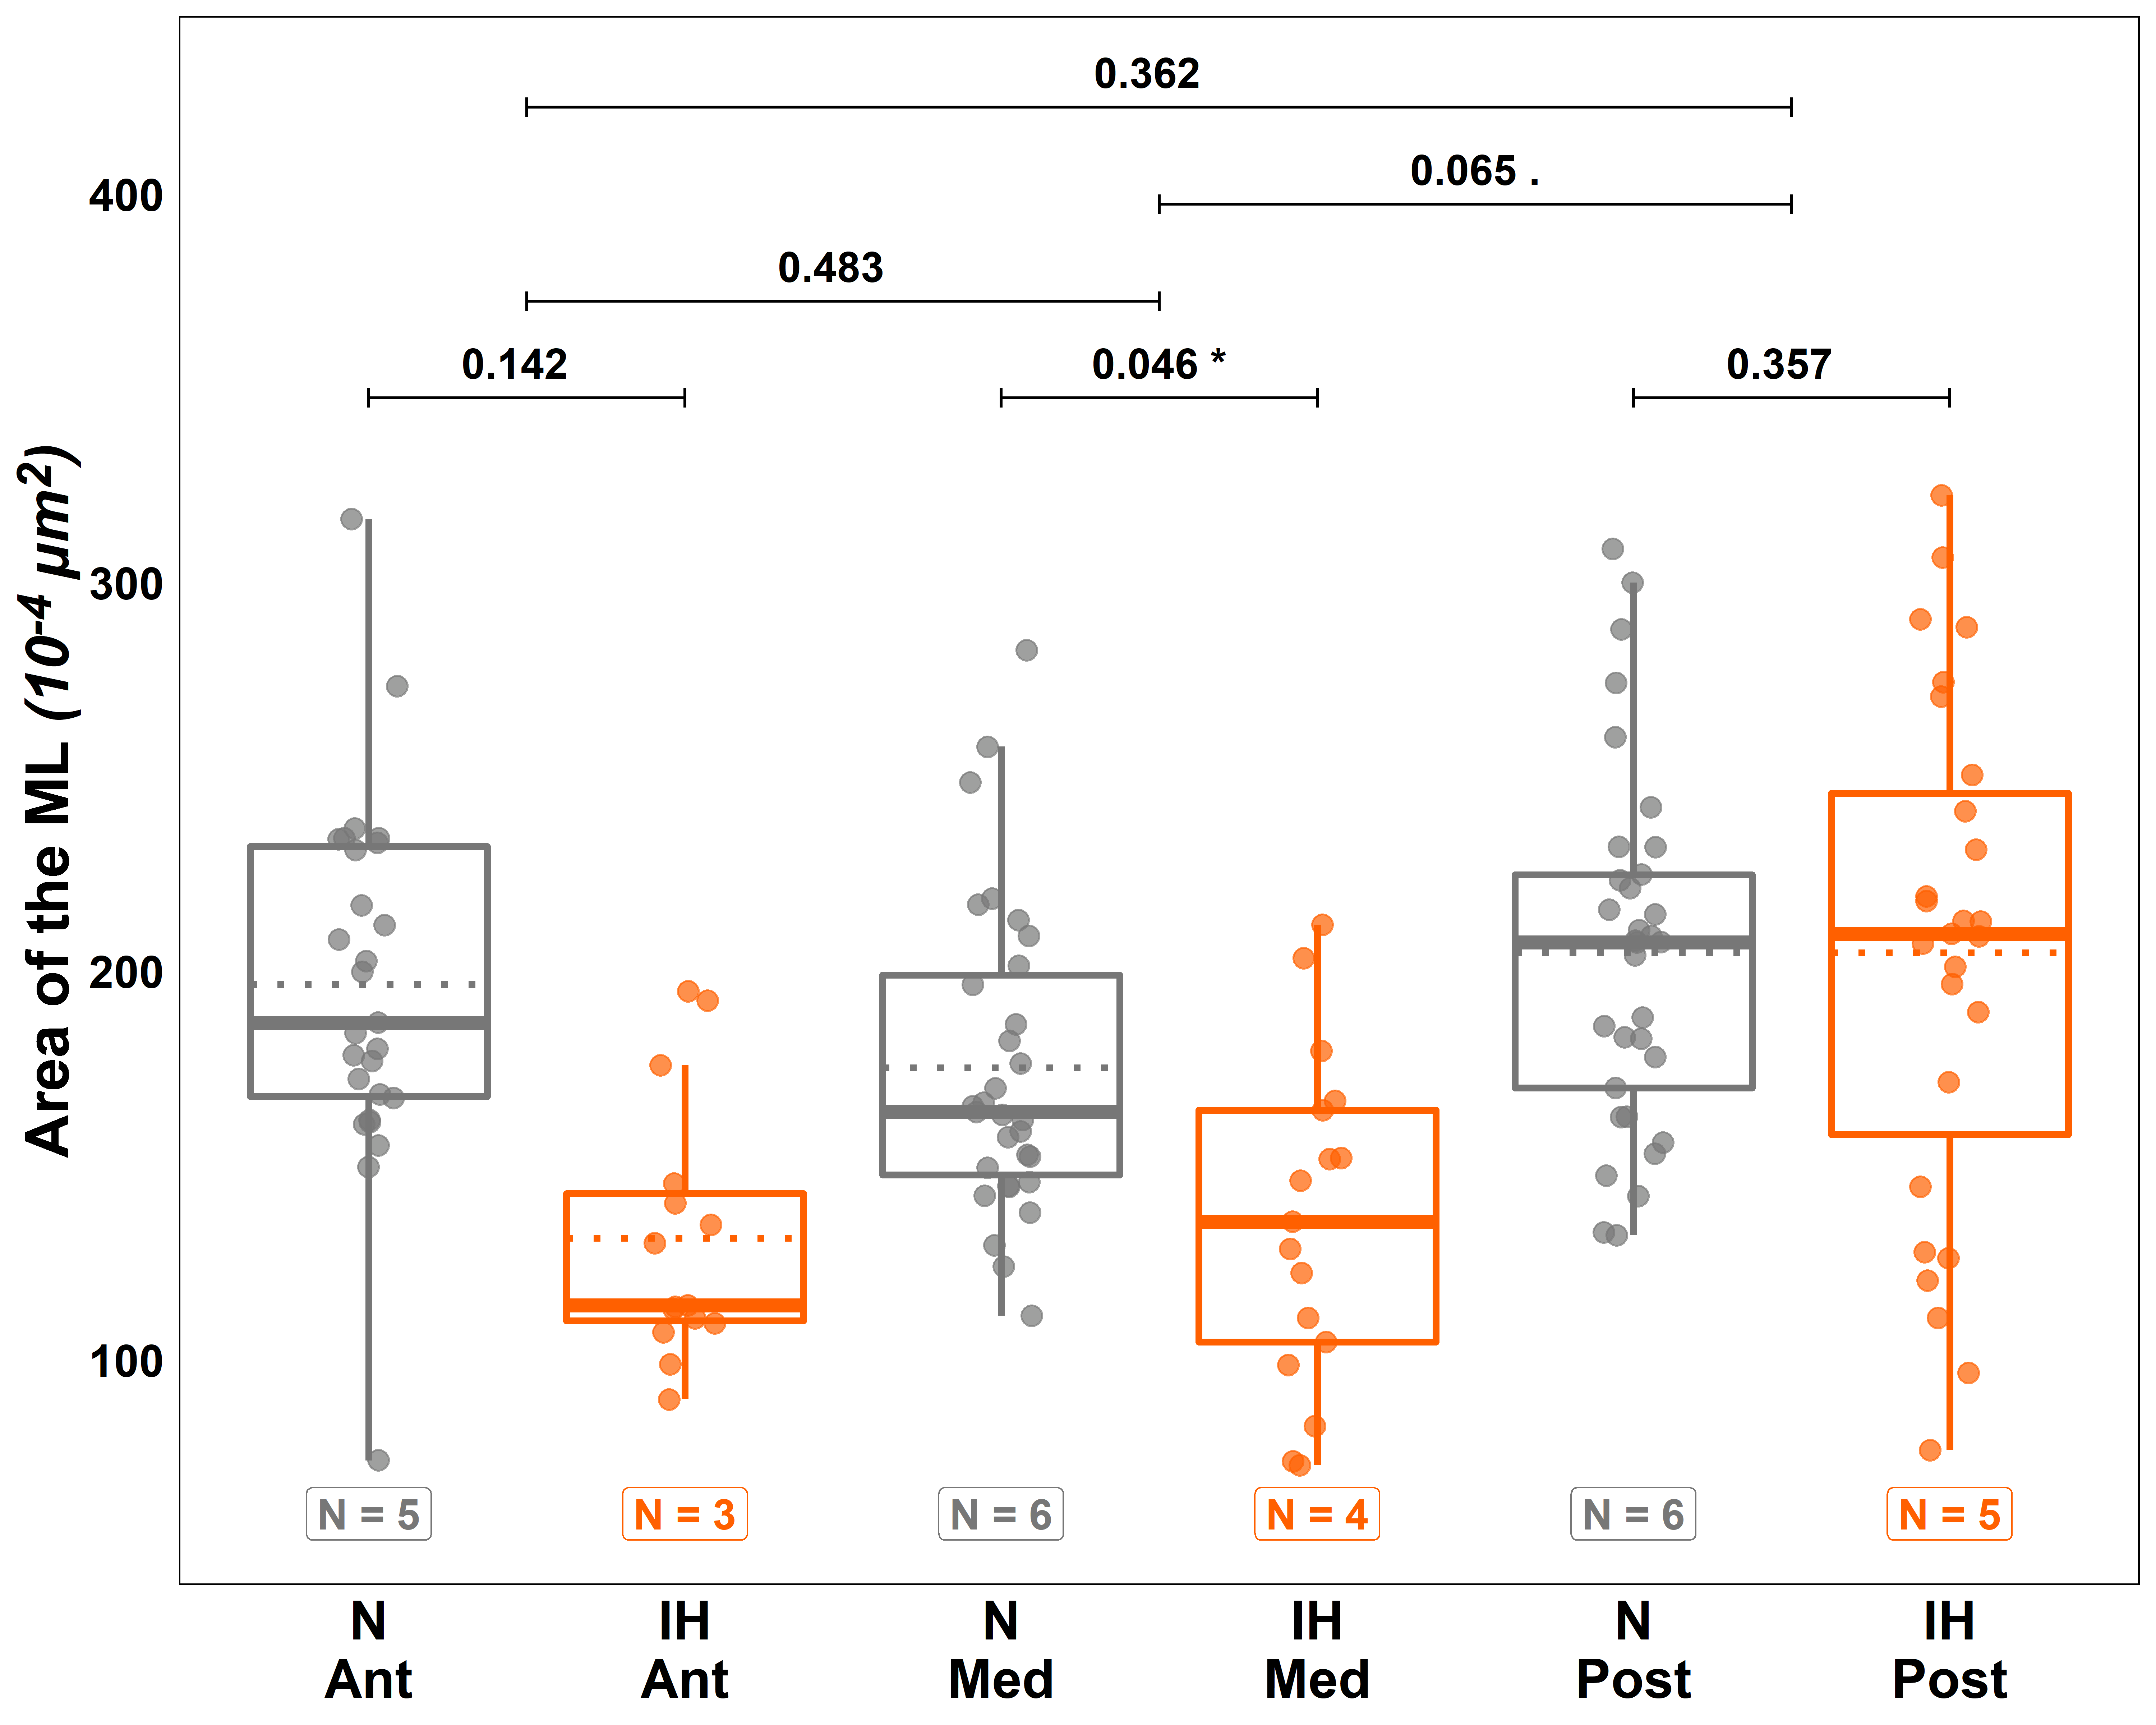 0.362
0.065 .
0.483
0.142
0.046 *
0.357
Area of the ML (10⁻⁴ µm²)
400
300
200
100
N = 5
N = 3
N = 6
N = 4
N = 6
N = 5
N
Ant
IH
Ant
N
Med
IH
Med
N
Post
IH
Post